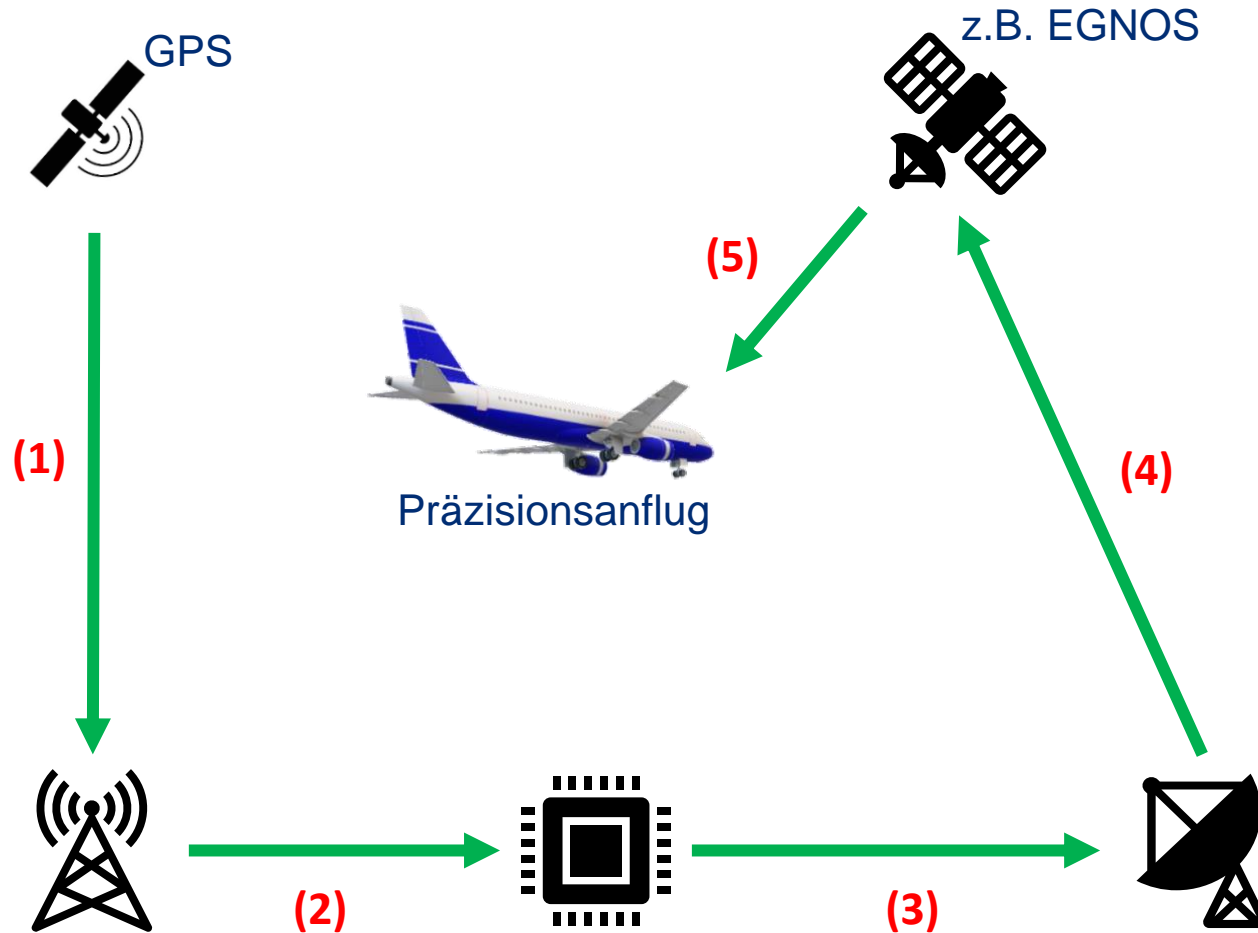 GPS
z.B. EGNOS
(5)
(1)
(4)
Präzisionsanflug
(2)
(3)